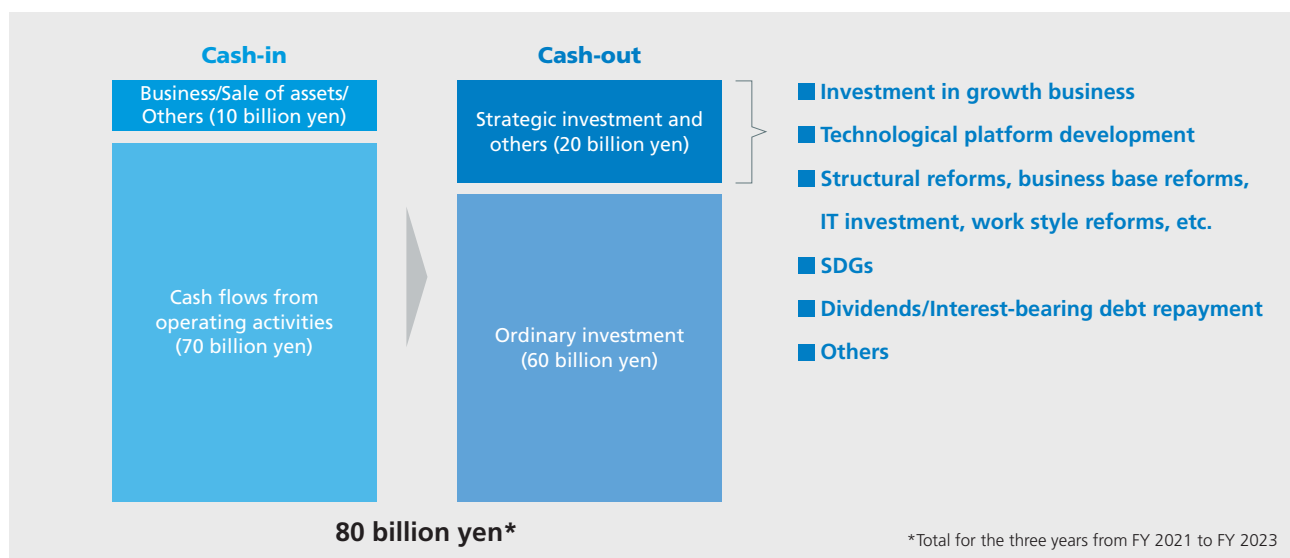 Cash-in
Business/Sale of assets/
Others (10 billion yen)
Cash flows from
operating activities
(70 billion yen)
Cash-out
Strategic investment and
others (20 billion yen)
Ordinary investment
(60 billion yen)
■ Investment in growth business
■ Technological platform development
■ Structural reforms, business base reforms,
IT investment, work style reforms, etc.
■ SDGs
■ Dividends/Interest-bearing debt repayment
■ Others
80 billion yen*
*Total for the three years from FY 2021 to FY 2023